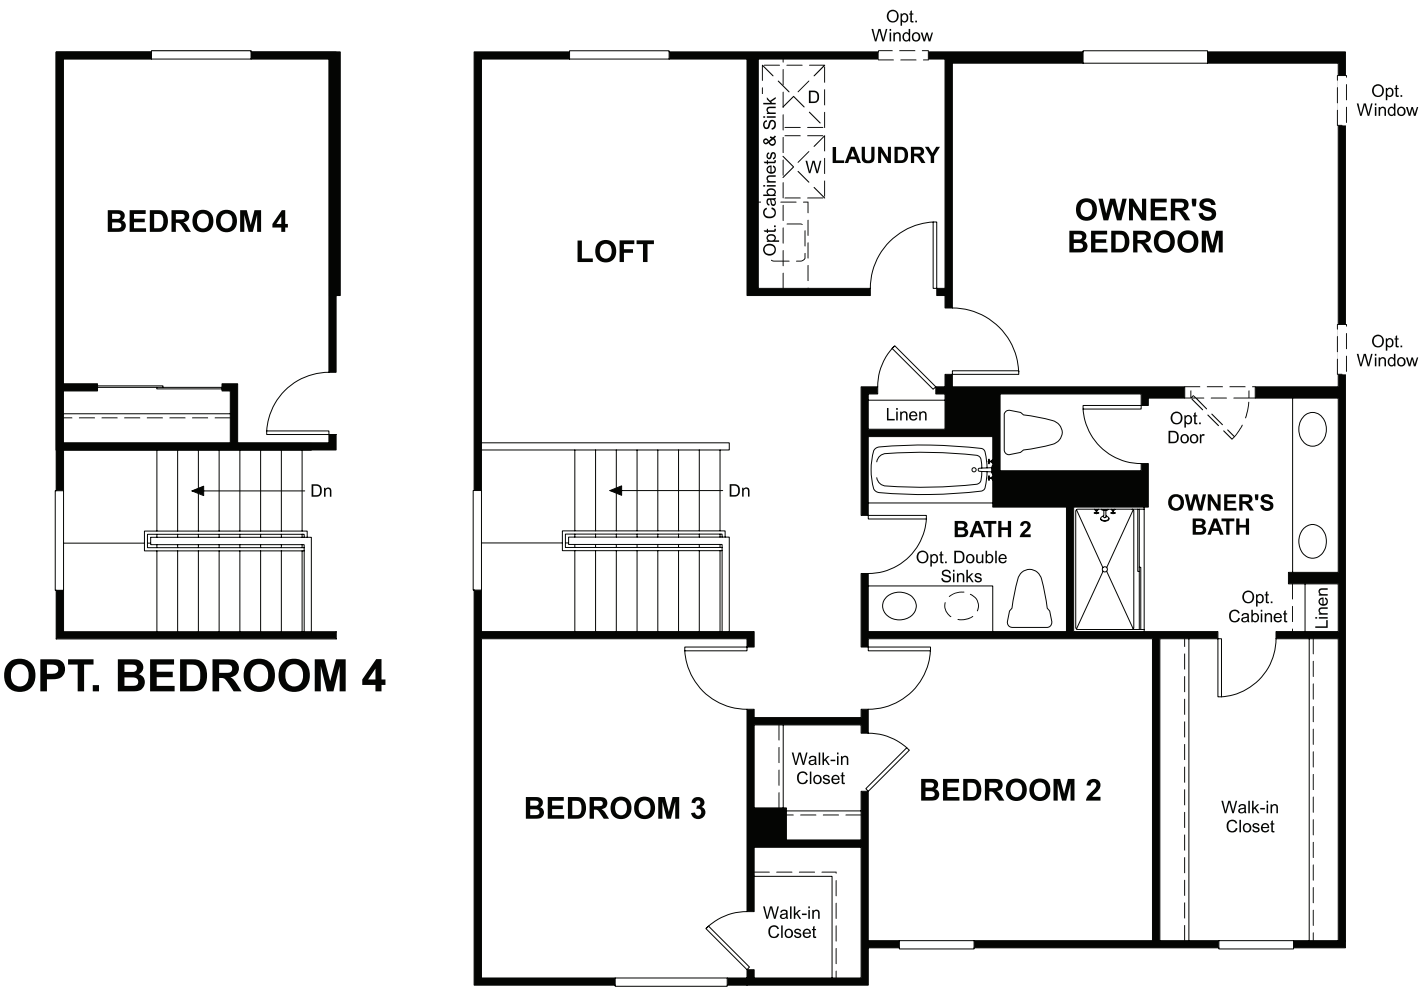 Opt.
Window
BEDROOM 4
Dn
OPT. BEDROOM 4
LOFT
Opt. Cabinets & Sink
D
W
LAUNDRY
OWNER'S
BEDROOM
Opt.
Window
Opt.
Window
Linen
Opt.
Door
Dn
OWNER'S
BATH
BATH 2
Opt. Double
Sinks
Opt.
Cabinet
Linen
BEDROOM 3
Walk-in
Closet
BEDROOM 2
Walk-in
Closet
Walk-in
Closet